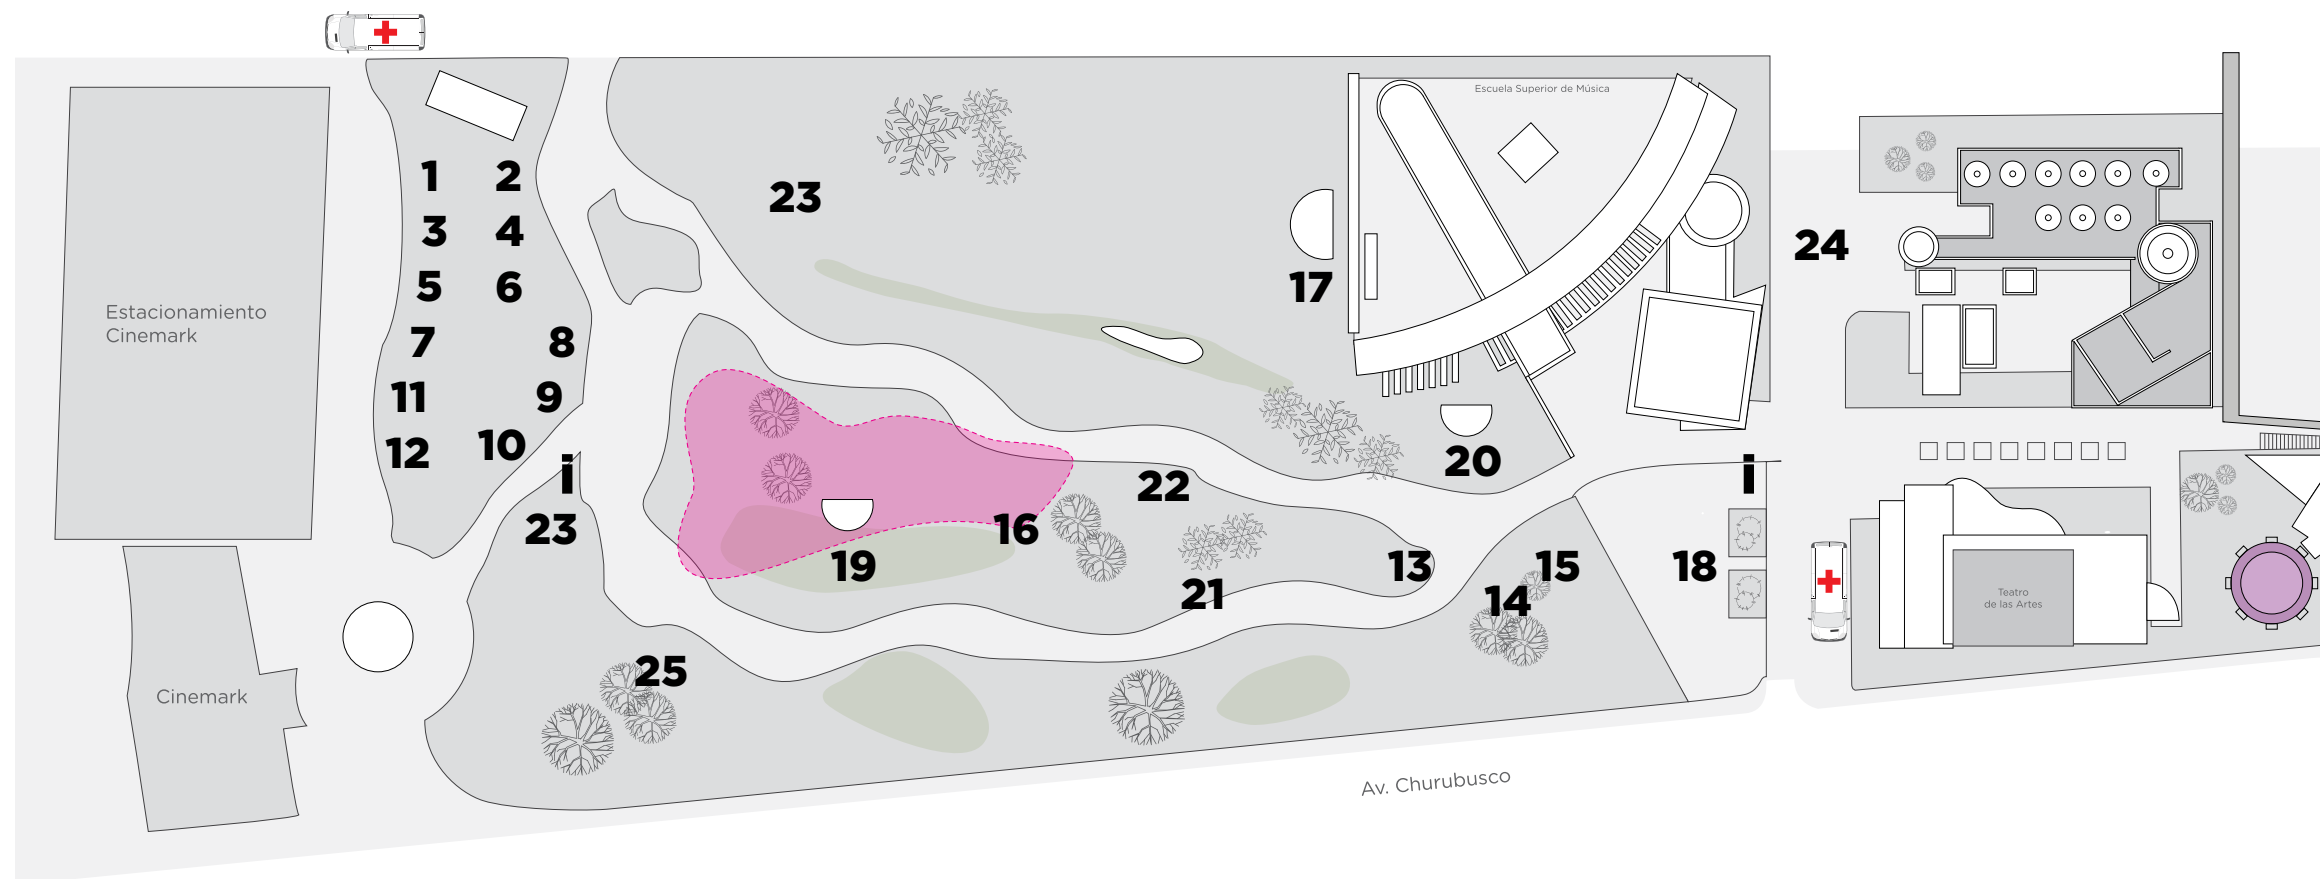 Escuela Superior de Música
1
2
23
3
4
24
5
6
17
Estacionamiento
Cinemark
7
8
11
9
12
10
i
20
i
22
23
16
19
13
15
18
21
14
Teatro
de las Artes
25
Cinemark
Av. Churubusco